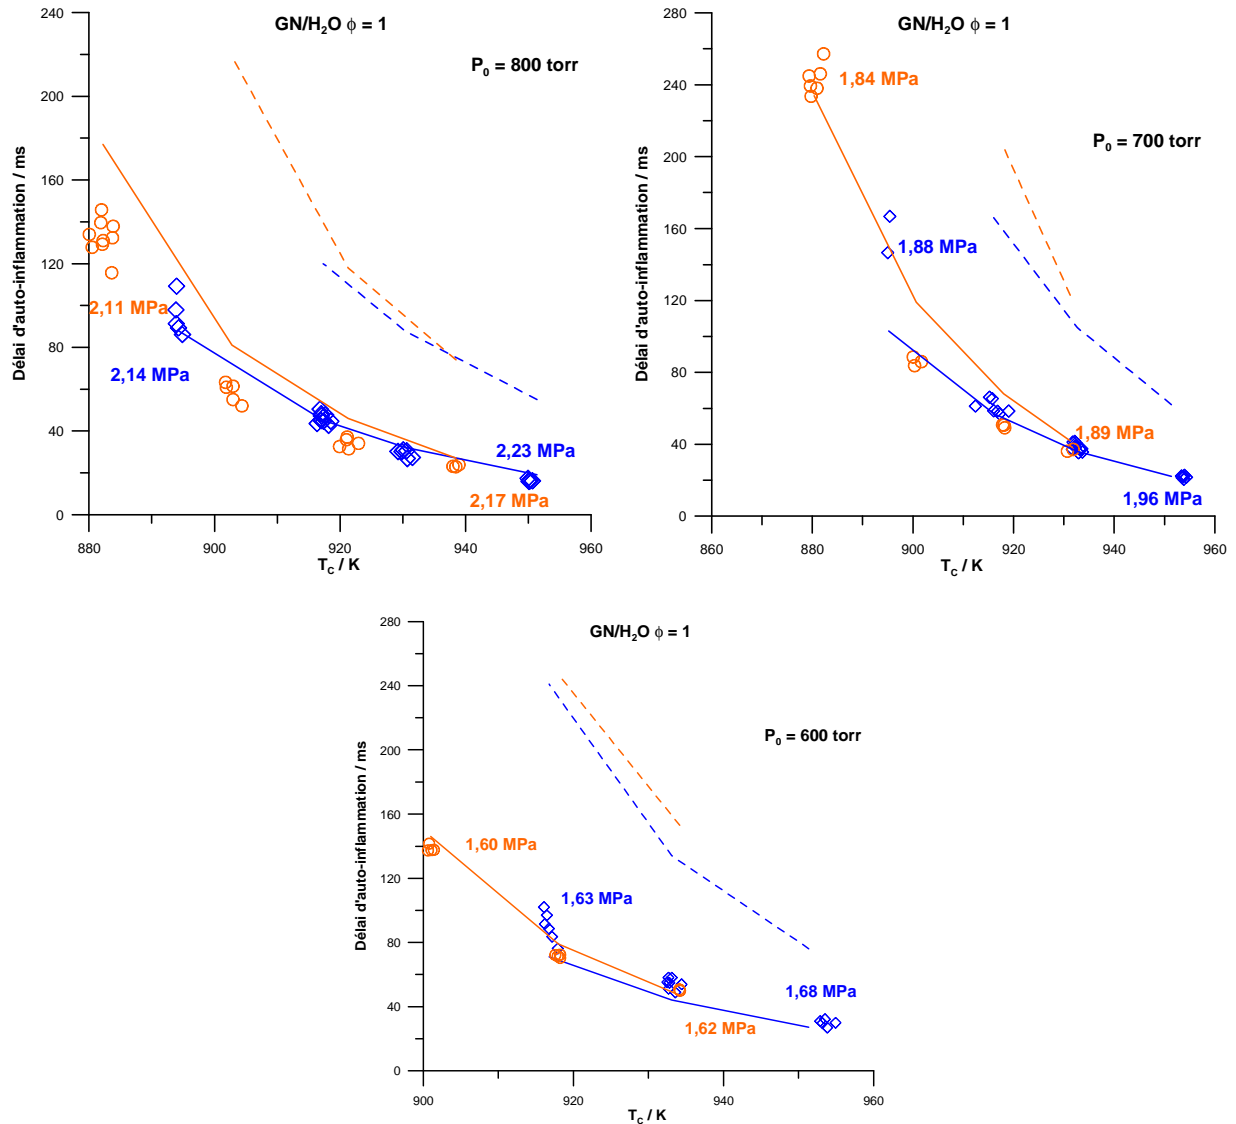 GN/H₂O ϕ = 1
P₀ = 800 torr
Délai d'auto-inflammation / ms
240
200
160
120
80
40
0
2,11 MPa
2,14 MPa
2,23 MPa
2,17 MPa
880
900
920
940
960
T_C / K
GN/H₂O ϕ = 1
P₀ = 700 torr
Délai d'auto-inflammation / ms
280
240
200
160
120
80
40
0
1,84 MPa
1,88 MPa
1,89 MPa
1,96 MPa
860
880
900
920
940
960
T_C / K
GN/H₂O ϕ = 1
P₀ = 600 torr
Délai d'auto-inflammation / ms
280
240
200
160
120
80
40
0
1,60 MPa
1,63 MPa
1,68 MPa
1,62 MPa
900
920
940
960
T_C / K